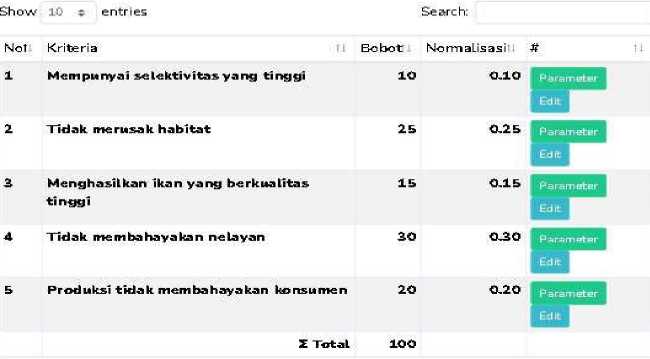 Show 10 entries Search:
No Kriteria Bobot Normalisasi #
1 Mempunyai selektivitas yang tinggi 10 0.10 Parameter
Edit
2 Tidak merusak habitat 25 0.25 Parameter
Edit
3 Menghasilkan ikan yang berkualitas 15 0.15 Parameter
tinggi Edit
4 Tidak membahayakan nelayan 30 0.30 Parameter
Edit
5 Produksi tidak membahayakan konsumen 20 0.20 Parameter
Edit
Σ Total 100